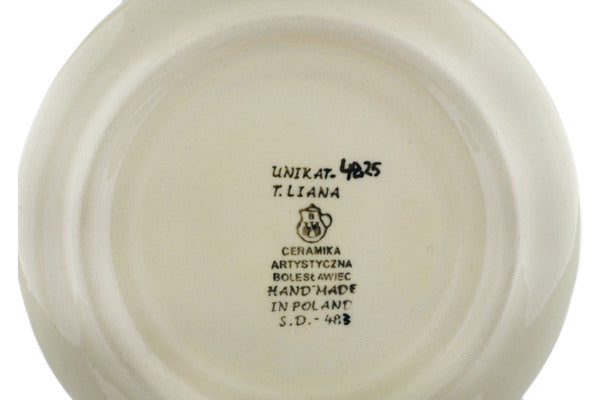 UNIKAT- 4825
T. LIANA
CERAMIKA
ARTYSTYCZNA
BOLESŁAWIEC
HAND MADE
IN POLAND
S.D. - 483